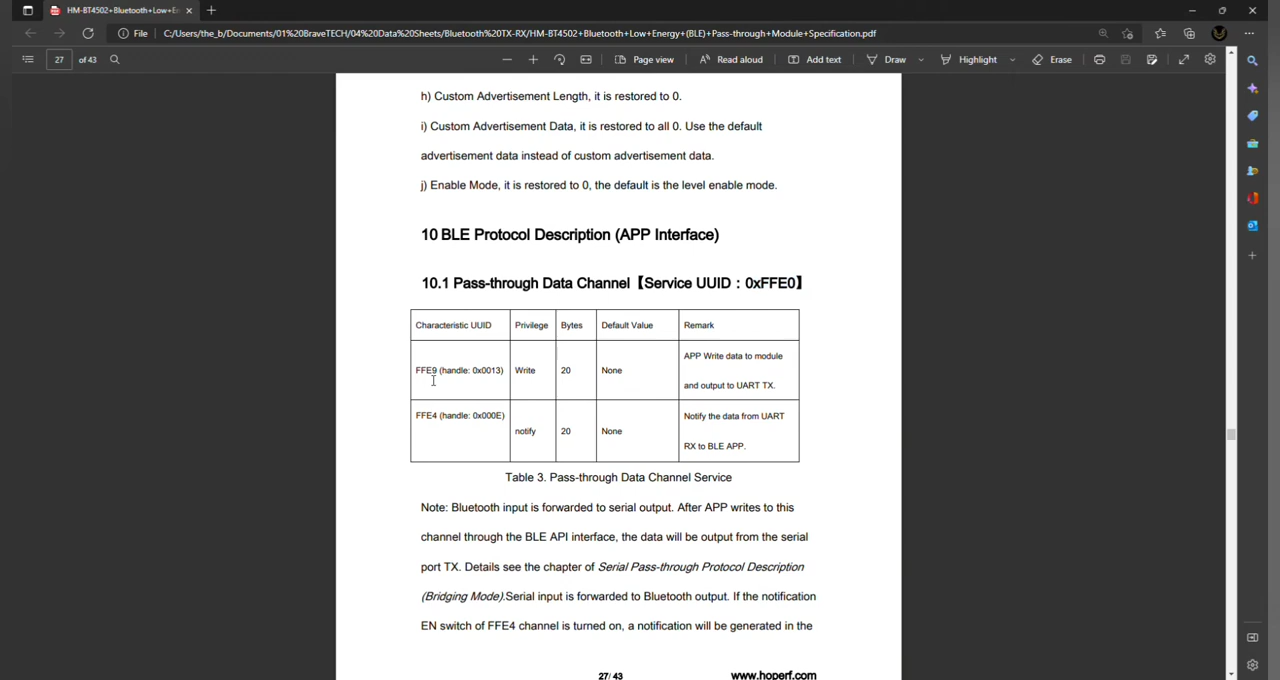 HM-BT4502+Bluetooth+Low+E
File
C:/Users/the_b/Documents/01%20BraveTECH/04%20Data%20Sheets/Bluetooth%20TX-RX/HM-BT4502+Bluetooth+Low+Energy+(BLE)+Pass-through+Module+Specification.pdf
27 of 43
Page view
Read aloud
Add text
Draw
Highlight
Erase
h) Custom Advertisement Length, it is restored to 0.
i) Custom Advertisement Data, it is restored to all 0. Use the default
advertisement data instead of custom advertisement data.
j) Enable Mode, it is restored to 0, the default is the level enable mode.
10 BLE Protocol Description (APP Interface)
10.1 Pass-through Data Channel【Service UUID：0xFFE0】
Characteristic UUID Privilege Bytes Default Value Remark
FFE9 (handle: 0x0013) Write 20 None APP Write data to module
and output to UART TX.
FFE4 (handle: 0x000E) notify 20 None Notify the data from UART
RX to BLE APP.
Table 3. Pass-through Data Channel Service
Note: Bluetooth input is forwarded to serial output. After APP writes to this
channel through the BLE API interface, the data will be output from the serial
port TX. Details see the chapter of Serial Pass-through Protocol Description
(Bridging Mode).Serial input is forwarded to Bluetooth output. If the notification
EN switch of FFE4 channel is turned on, a notification will be generated in the
27/ 43 www.hoperf.com